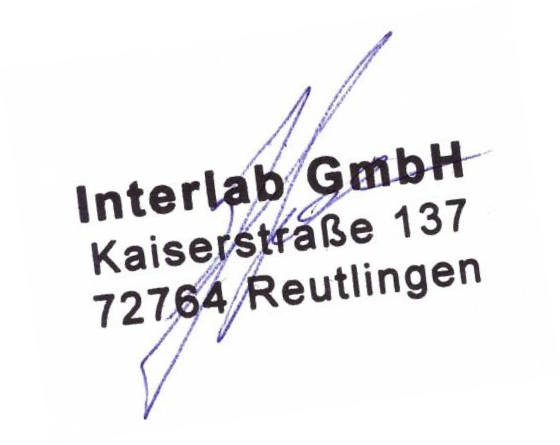 Interlab GmbH
Kaiserstraße 137
72764 Reutlingen